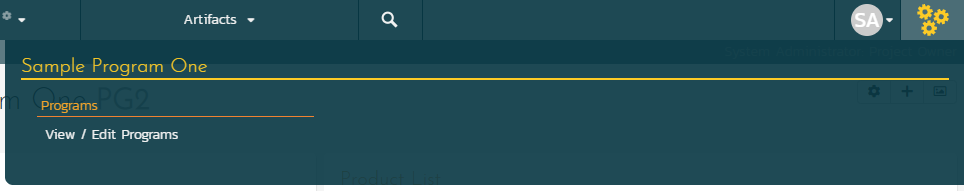 Artifacts
SA
Sample Program One
m One PG2
Programs
View / Edit Programs
Product List